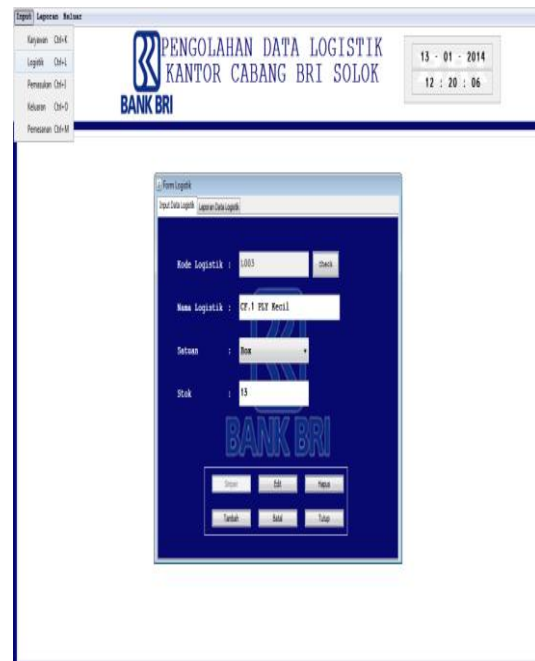 Input Laporan Keluar
Karyawan Ctrl+K
Logistik Ctrl+L
Pemasukan Ctrl+I
Keluaran Ctrl+O
Pemesanan Ctrl+M
BANK BRI
PENGOLAHAN DATA LOGISTIK
KANTOR CABANG BRI SOLOK
13 - 01 - 2014
12 : 20 : 06
Form Logistik
Input Data Logistik Laporan Data Logistik
Kode Logistik : L003 Check
Nama Logistik : CF.1 PLY Kecil
Satuan : Box
Stok : 15
BANK BRI
Simpan Edit Hapus
Tambah Batal Tutup